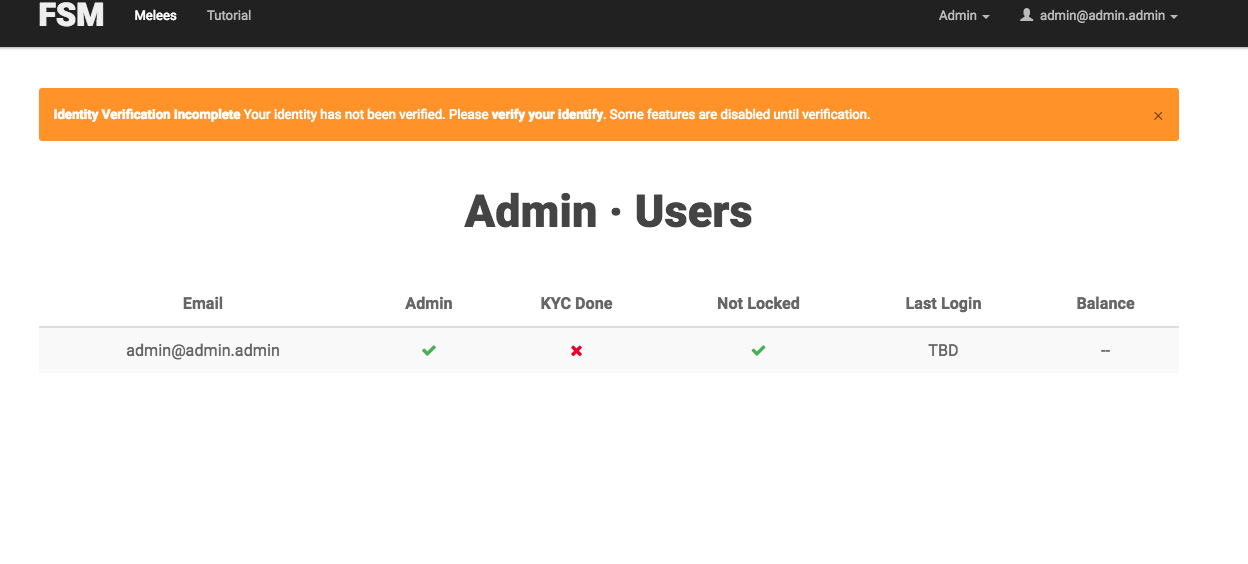 FSM Melees Tutorial Admin admin@admin.admin
Identity Verification Incomplete Your identity has not been verified. Please verify your identify. Some features are disabled until verification. ×
Admin · Users
Email Admin KYC Done Not Locked Last Login Balance
admin@admin.admin ✔ ✖ ✔ TBD --